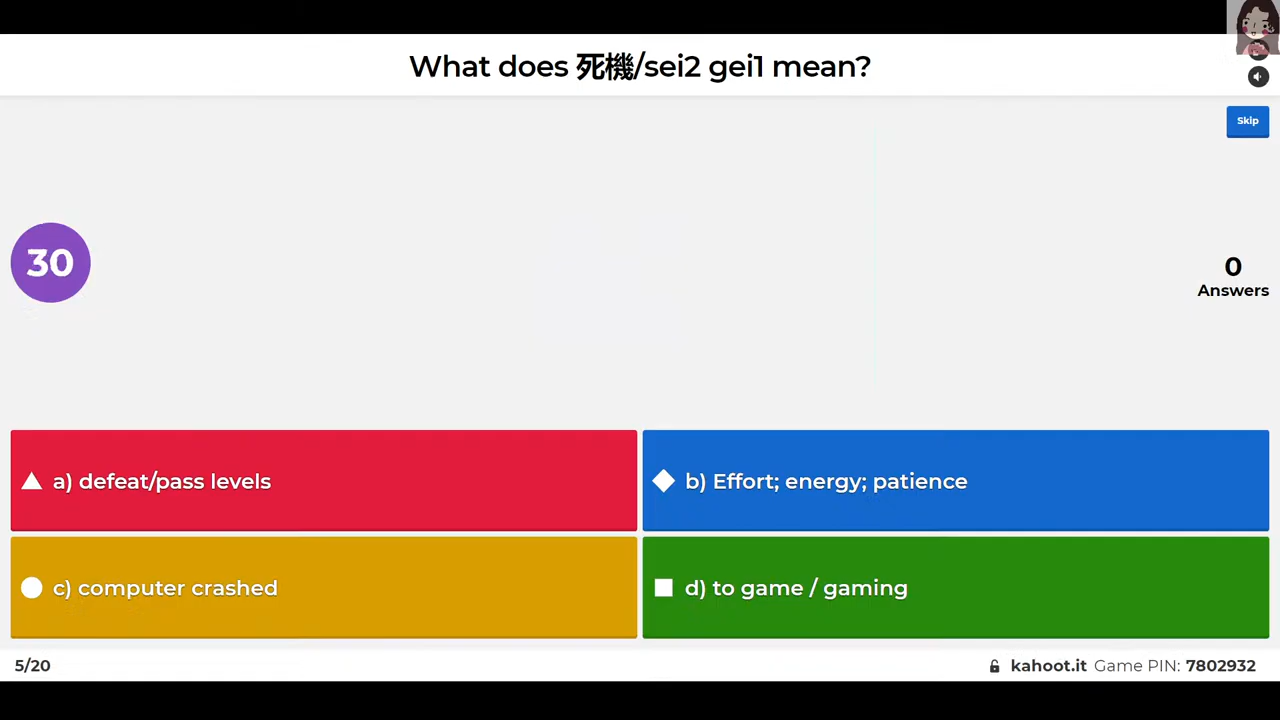 What does 死機/sei2 gei1 mean?
Skip
30
0
Answers
a) defeat/pass levels
b) Effort; energy; patience
c) computer crashed
d) to game / gaming
5/20
kahoot.it Game PIN: 7802932